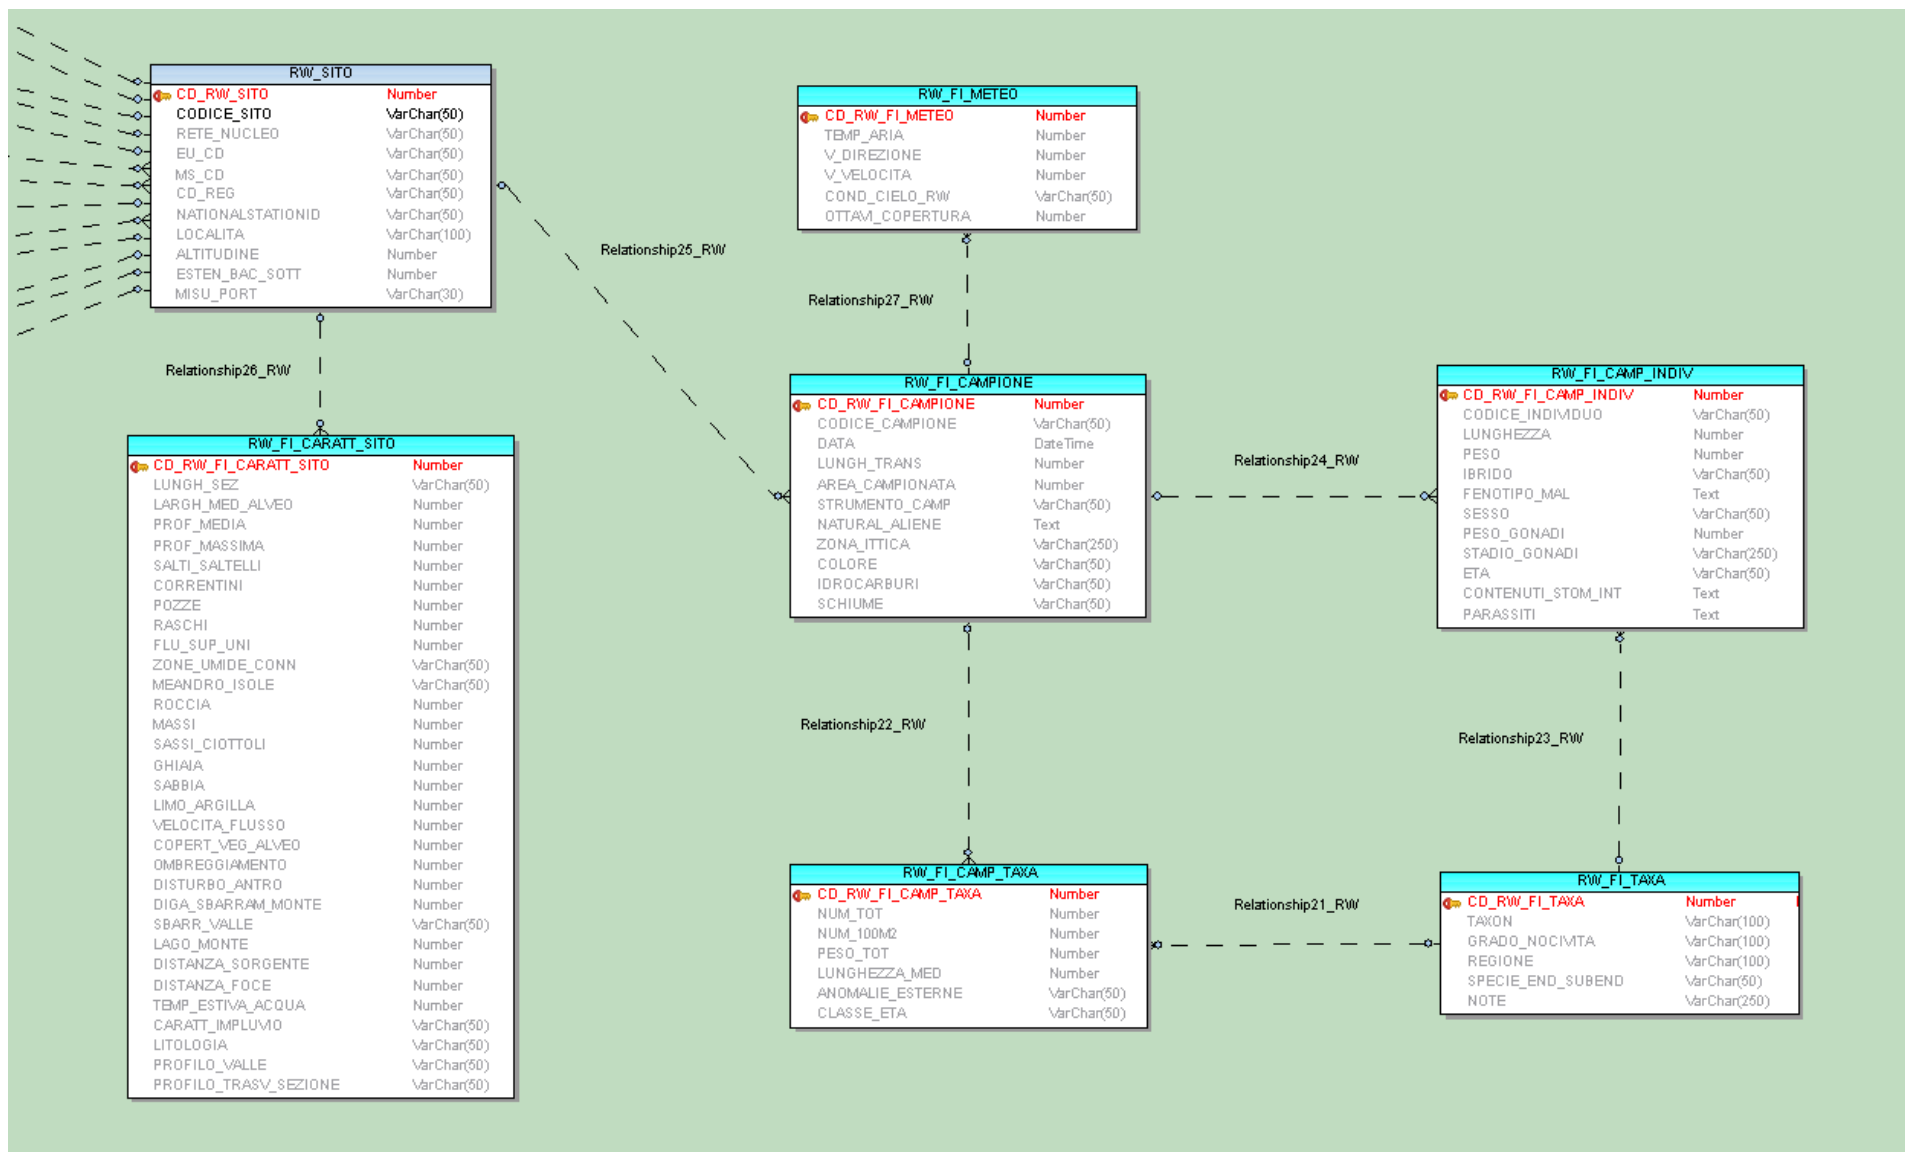 RW_SITO
CD_RW_SITO Number
CODICE_SITO VarChar(50)
RETE_NUCLEO VarChar(50)
EU_CD VarChar(50)
MS_CD VarChar(50)
CD_REG VarChar(50)
NATIONALSTATIONID VarChar(50)
LOCALITA VarChar(100)
ALTITUDINE Number
ESTEN_BAC_SOTT Number
MISU_PORT VarChar(30)
Relationship26_RW
RW_FI_CARATT_SITO
CD_RW_FI_CARATT_SITO Number
LUNGH_SEZ VarChar(50)
LARGH_MED_ALVEO Number
PROF_MEDIA Number
PROF_MASSIMA Number
SALTI_SALTELLI Number
CORRENTINI Number
POZZE Number
RASCHI Number
FLU_SUP_UNI Number
ZONE_UMIDE_CONN VarChar(50)
MEANDRO_ISOLE VarChar(50)
ROCCIA Number
MASSI Number
SASSI_CIOTTOLI Number
GHIAIA Number
SABBIA Number
LIMO_ARGILLA Number
VELOCITA_FLUSSO Number
COPERT_VEG_ALVEO Number
OMBREGGIAMENTO Number
DISTURBO_ANTRO Number
DIGA_SBARRAM_MONTE Number
SBARR_VALLE VarChar(50)
LAGO_MONTE Number
DISTANZA_SORGENTE Number
DISTANZA_FOCE Number
TEMP_ESTIVA_ACQUA Number
CARATT_IMPLUVIO VarChar(50)
LITOLOGIA VarChar(50)
PROFILO_VALLE VarChar(50)
PROFILO_TRASV_SEZIONE VarChar(50)
Relationship25_RW
RW_FI_METEO
CD_RW_FI_METEO Number
TEMP_ARIA Number
V_DIREZIONE Number
V_VELOCITA Number
COND_CIELO_RW VarChar(50)
OTTAVI_COPERTURA Number
Relationship27_RW
RW_FI_CAMPIONE
CD_RW_FI_CAMPIONE Number
CODICE_CAMPIONE VarChar(50)
DATA DateTime
LUNGH_TRANS Number
AREA_CAMPIONATA Number
STRUMENTO_CAMP VarChar(50)
NATURAL_ALIENE Text
ZONA_ITTICA VarChar(250)
COLORE VarChar(50)
IDROCARBURI VarChar(50)
SCHIUME VarChar(50)
Relationship24_RW
RW_FI_CAMP_INDIV
CD_RW_FI_CAMP_INDIV Number
CODICE_INDIVIDUO VarChar(50)
LUNGHEZZA Number
PESO Number
IBRIDO VarChar(50)
FENOTIPO_MAL Text
SESSO VarChar(50)
PESO_GONADI Number
STADIO_GONADI VarChar(250)
ETA VarChar(50)
CONTENUTI_STOM_INT Text
PARASSITI Text
Relationship22_RW
Relationship23_RW
RW_FI_CAMP_TAXA
CD_RW_FI_CAMP_TAXA Number
NUM_TOT Number
NUM_100M2 Number
PESO_TOT Number
LUNGHEZZA_MED Number
ANOMALIE_ESTERNE VarChar(50)
CLASSE_ETA VarChar(50)
Relationship21_RW
RW_FI_TAXA
CD_RW_FI_TAXA Number
TAXON VarChar(100)
GRADO_NOCIVITA VarChar(100)
REGIONE VarChar(100)
SPECIE_END_SUBEND VarChar(50)
NOTE VarChar(250)